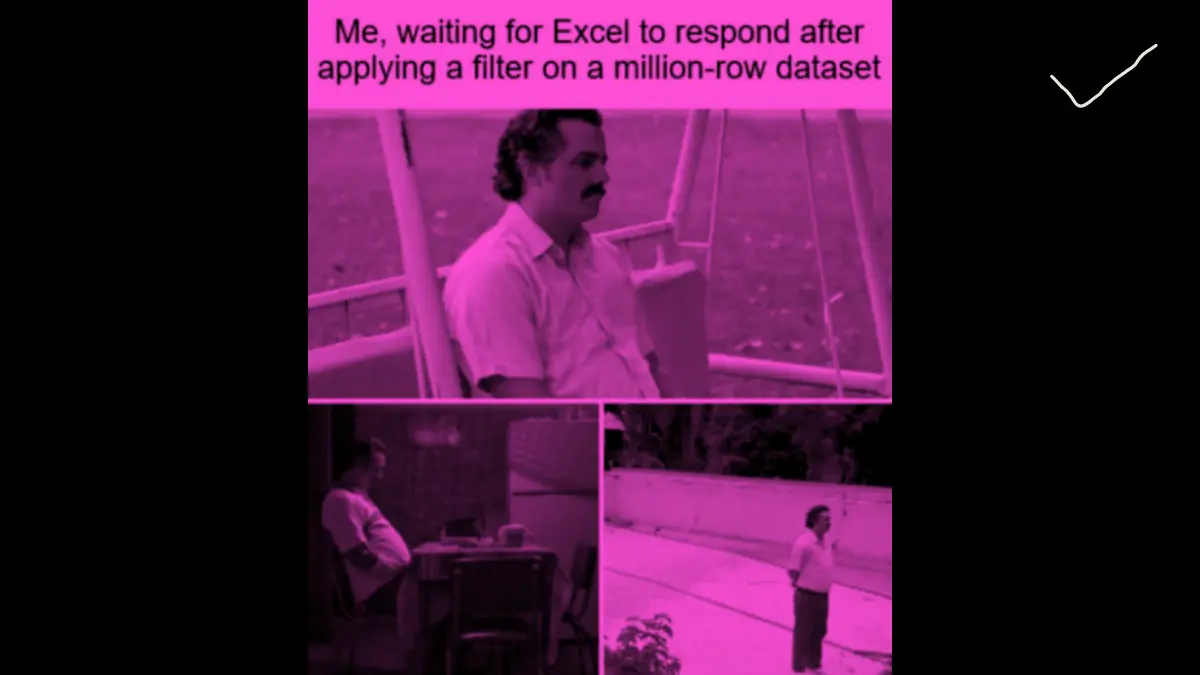 Me, waiting for Excel to respond after
applying a filter on a million-row dataset